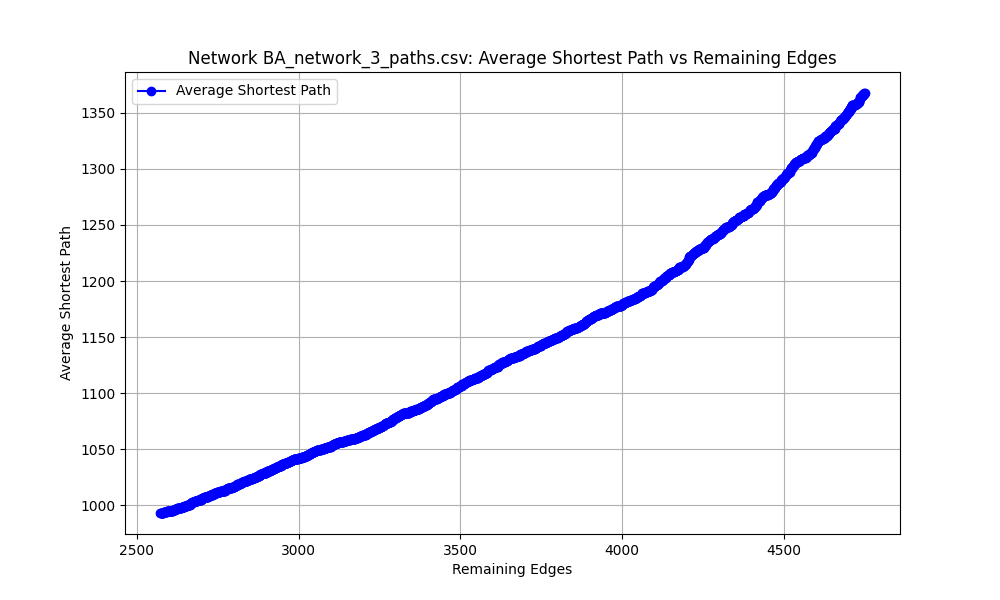 Network BA_network_3_paths.csv: Average Shortest Path vs Remaining Edges
Average Shortest Path
1350
1300
1250
1200
1150
1100
1050
1000
Average Shortest Path
2500 3000 3500 4000 4500
Remaining Edges